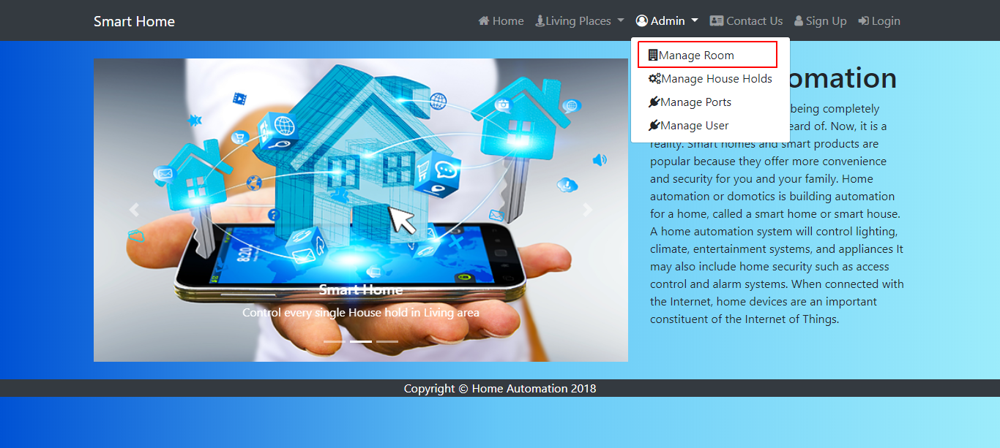 Smart Home
Home Living Places Admin Contact Us Sign Up Login
Manage Room
Manage House Holds
Manage Ports
Manage User
omation
being completely
eard of. Now, it is a
reality. Smart homes and smart products are
popular because they offer more convenience
and security for you and your family. Home
automation or domotics is building automation
for a home, called a smart home or smart house.
A home automation system will control lighting,
climate, entertainment systems, and appliances It
may also include home security such as access
control and alarm systems. When connected with
the Internet, home devices are an important
constituent of the Internet of Things.
8:20
Smart Home
Control every single House hold in Living area
Copyright © Home Automation 2018